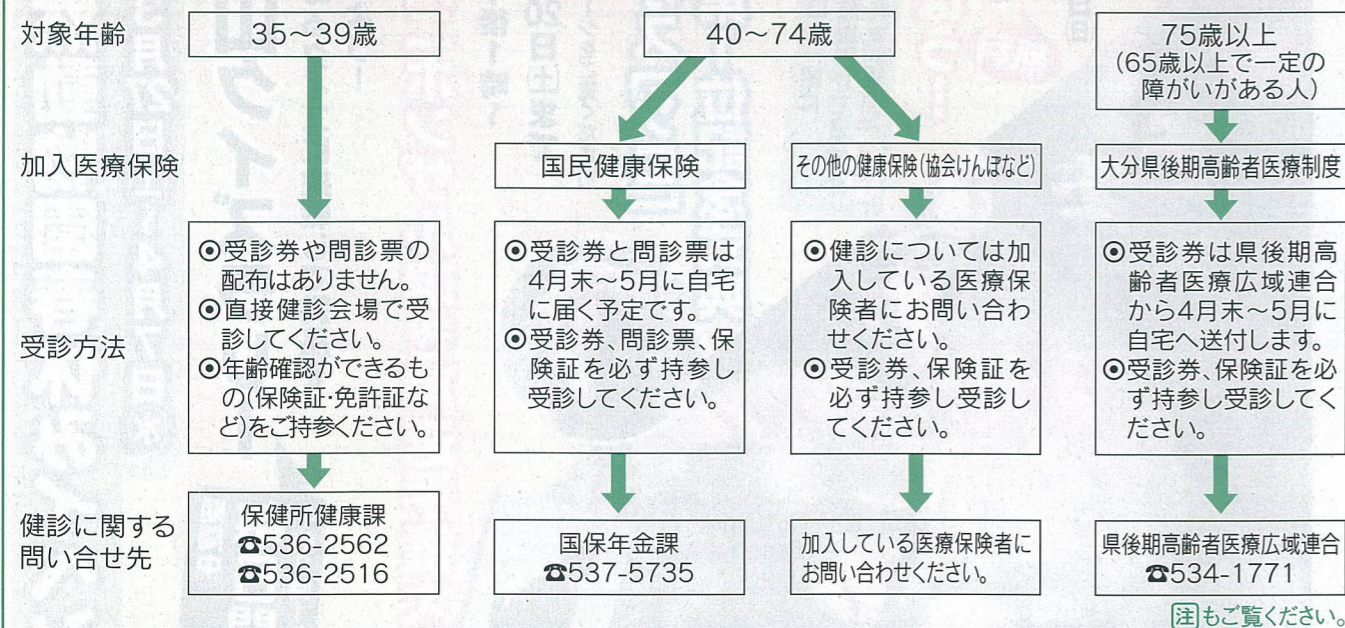 対象年齢
35～39歳
40～74歳
75歳以上
(65歳以上で一定の
障がいがある人)
加入医療保険
国民健康保険
その他の健康保険(協会けんぽなど)
大分県後期高齢者医療制度
受診方法
◉受診券や問診票の
配布はありません。
◉直接健診会場で受
診してください。
◉年齢確認ができるも
の(保険証・免許証な
ど)をご持参ください。
◉受診券と問診票は
4月末～5月に自宅
に届く予定です。
◉受診券、問診票、保
険証を必ず持参し
受診してください。
◉健診については加
入している医療保
険者にお問い合わ
せください。
◉受診券、保険証を
必ず持参し受診し
てください。
◉受診券は県後期高
齢者医療広域連合
から4月末～5月に
自宅へ送付します。
◉受診券、保険証を必
ず持参し受診してく
ださい。
健診に関する
問い合せ先
保健所健康課
☎536-2562
☎536-2516
国保年金課
☎537-5735
加入している医療保険者に
お問い合わせください。
県後期高齢者医療広域連合
☎534-1771
注もご覧ください。